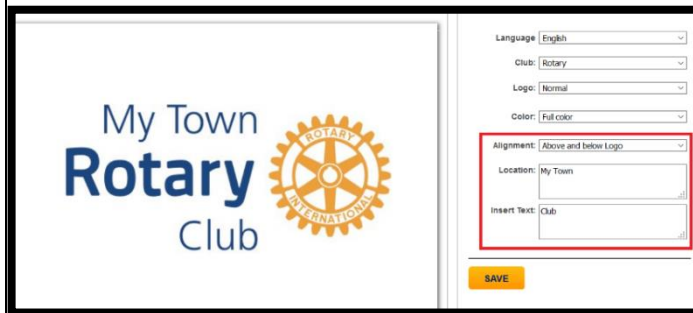 My Town
Rotary
Club
ROTARY
INTERNATIONAL
Language English
Club: Rotary
Logo: Normal
Color: Full color
Alignment: Above and below Logo
Location: My Town
Insert Text: Club
SAVE